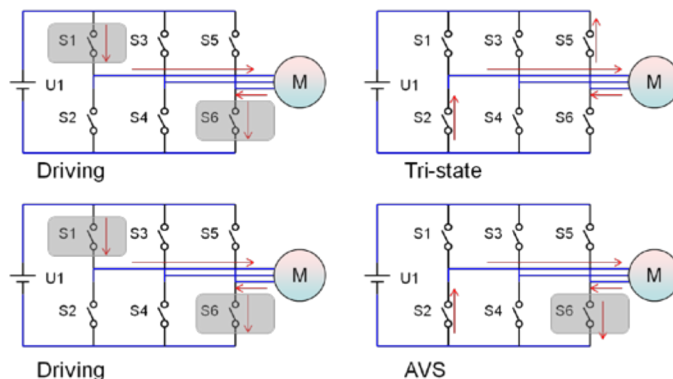 S1 S3 S5
U1 M
S2 S4 S6
Driving
S1 S3 S5
U1 M
S2 S4 S6
Tri-state
S1 S3 S5
U1 M
S2 S4 S6
Driving
S1 S3 S5
U1 M
S2 S4 S6
AVS